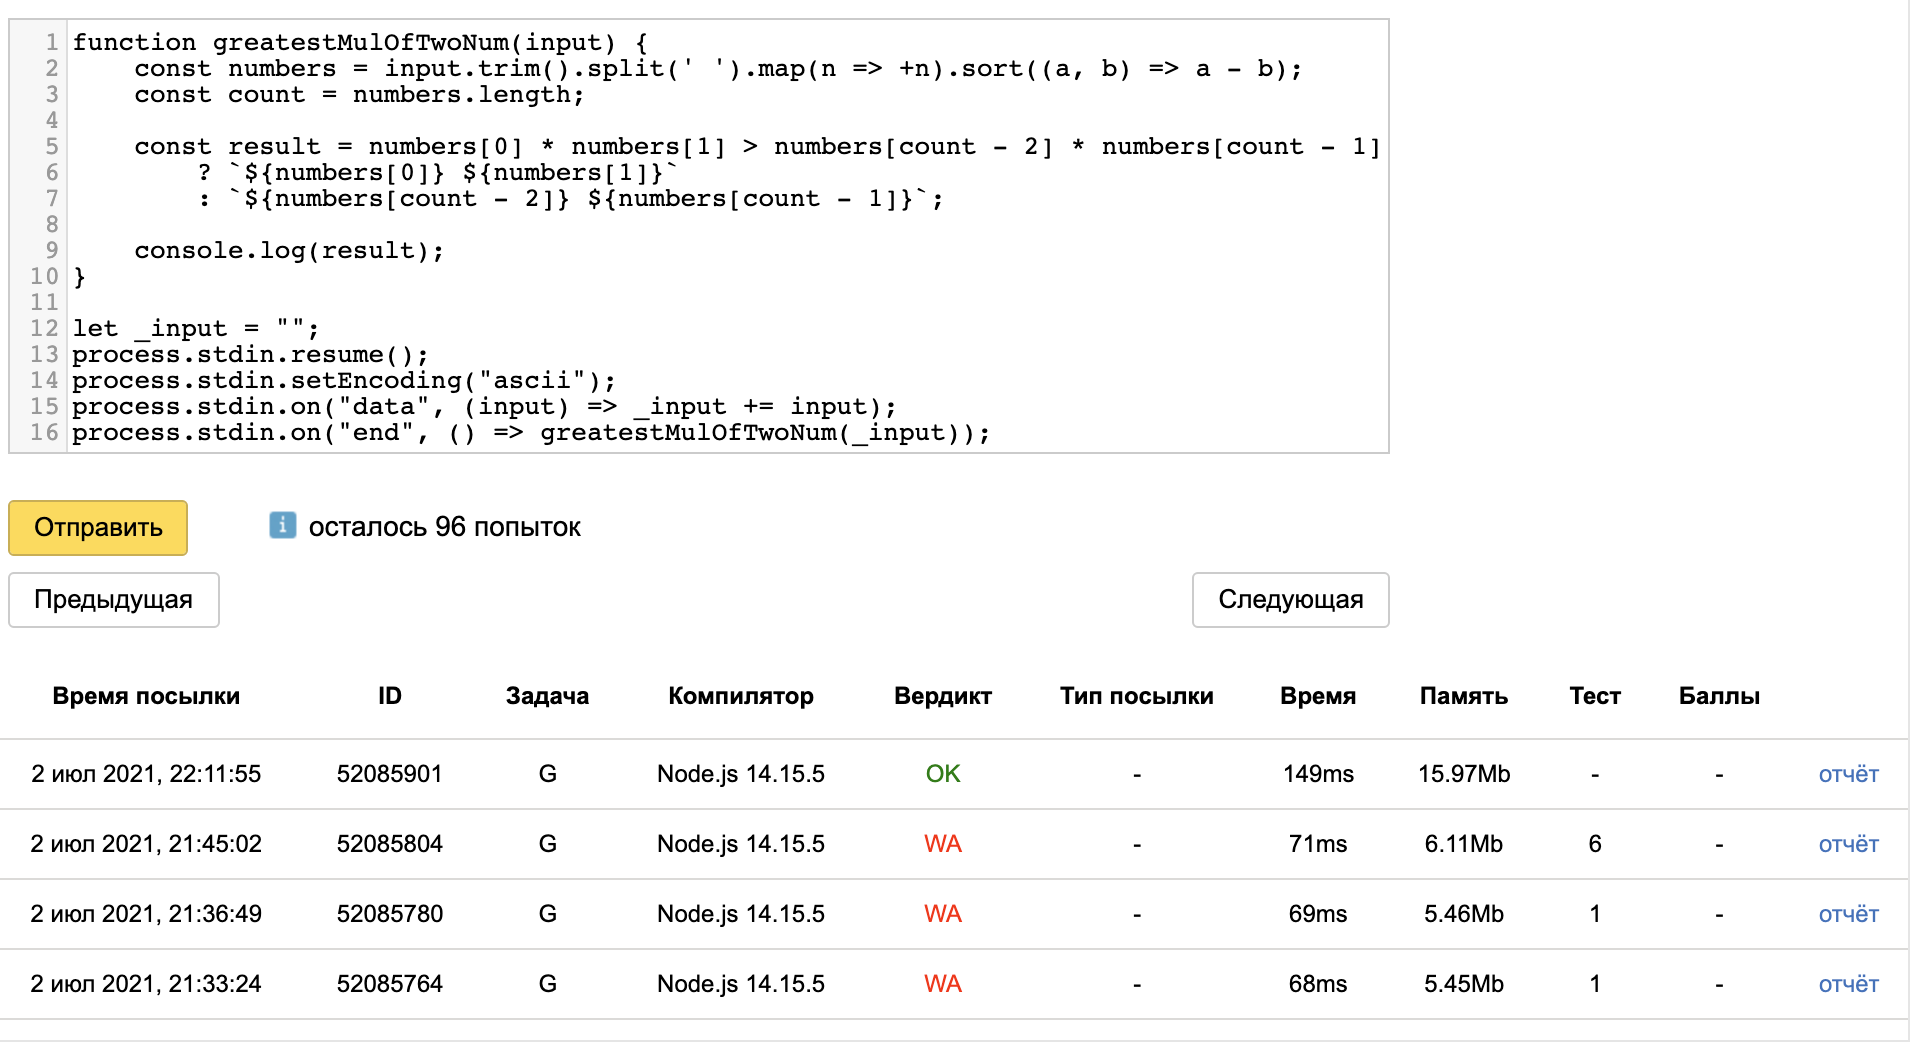 1 function greatestMulOfTwoNum(input) {
2     const numbers = input.trim().split(' ').map(n => +n).sort((a, b) => a - b);
3     const count = numbers.length;
4
5     const result = numbers[0] * numbers[1] > numbers[count - 2] * numbers[count - 1]
6         ? `${numbers[0]} ${numbers[1]}`
7         : `${numbers[count - 2]} ${numbers[count - 1]}`;
8
9     console.log(result);
10 }
11
12 let _input = "";
13 process.stdin.resume();
14 process.stdin.setEncoding("ascii");
15 process.stdin.on("data", (input) => _input += input);
16 process.stdin.on("end", () => greatestMulOfTwoNum(_input));
Отправить i осталось 96 попыток
Предыдущая Следующая
Время посылки ID Задача Компилятор Вердикт Тип посылки Время Память Тест Баллы
2 июл 2021, 22:11:55 52085901 G Node.js 14.15.5 OK - 149ms 15.97Mb - - отчёт
2 июл 2021, 21:45:02 52085804 G Node.js 14.15.5 WA - 71ms 6.11Mb 6 - отчёт
2 июл 2021, 21:36:49 52085780 G Node.js 14.15.5 WA - 69ms 5.46Mb 1 - отчёт
2 июл 2021, 21:33:24 52085764 G Node.js 14.15.5 WA - 68ms 5.45Mb 1 - отчёт